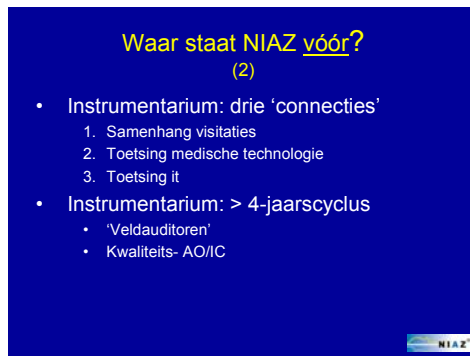 Waar staat NIAZ vóór?
(2)
• Instrumentarium: drie ‘connecties’
1. Samenhang visitaties
2. Toetsing medische technologie
3. Toetsing it
• Instrumentarium: > 4-jaarscyclus
• ‘Veldauditoren’
• Kwaliteits- AO/IC
NIAZ